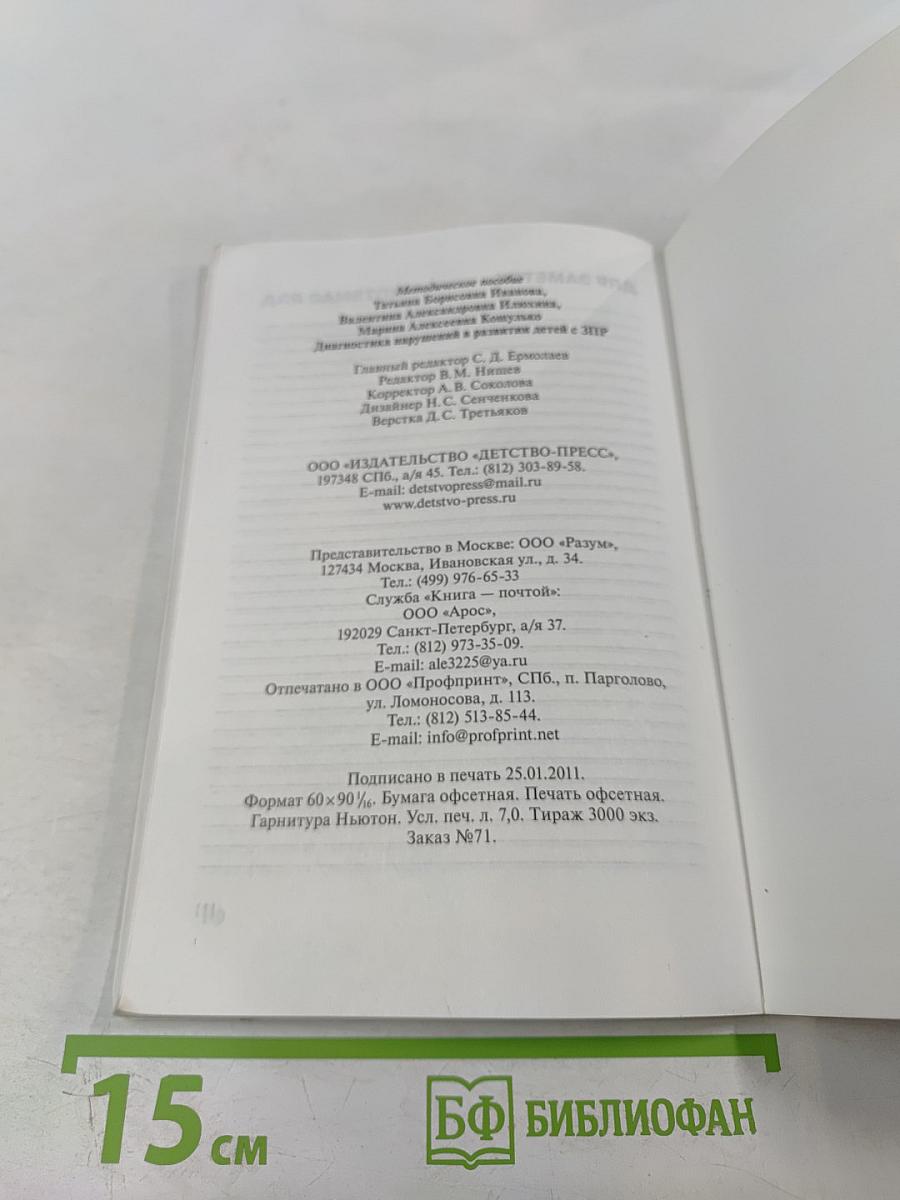 Методическое пособие
Татьяна Борисовна Иванова,
Валентина Александровна Илюхина,
Марина Алексеевна Кошулько
Диагностика нарушений в развитии детей с ЗПР
Главный редактор С. Д. Ермолаев
Редактор В. М. Нищев
Корректор А. В. Соколова
Дизайнер Н. С. Сенченкова
Верстка Д. С. Третьяков
ООО «ИЗДАТЕЛЬСТВО «ДЕТСТВО-ПРЕСС»,
197348 СПб., а/я 45. Тел.: (812) 303-89-58.
E-mail: detstvopress@mail.ru
www.detstvo-press.ru
Представительство в Москве: ООО «Разум»,
127434 Москва, Ивановская ул., д. 34.
Тел.: (499) 976-65-33
Служба «Книга — почтой»:
ООО «Арос»,
192029 Санкт-Петербург, а/я 37.
Тел.: (812) 973-35-09.
E-mail: ale3225@ya.ru
Отпечатано в ООО «Профпринт», СПб., п. Парголово,
ул. Ломоносова, д. 113.
Тел.: (812) 513-85-44.
E-mail: info@profprint.net
Подписано в печать 25.01.2011.
Формат 60×90 1/16. Бумага офсетная. Печать офсетная.
Гарнитура Ньютон. Усл. печ. л. 7,0. Тираж 3000 экз.
Заказ №71.
15 см
БФ БИБЛИОФАН